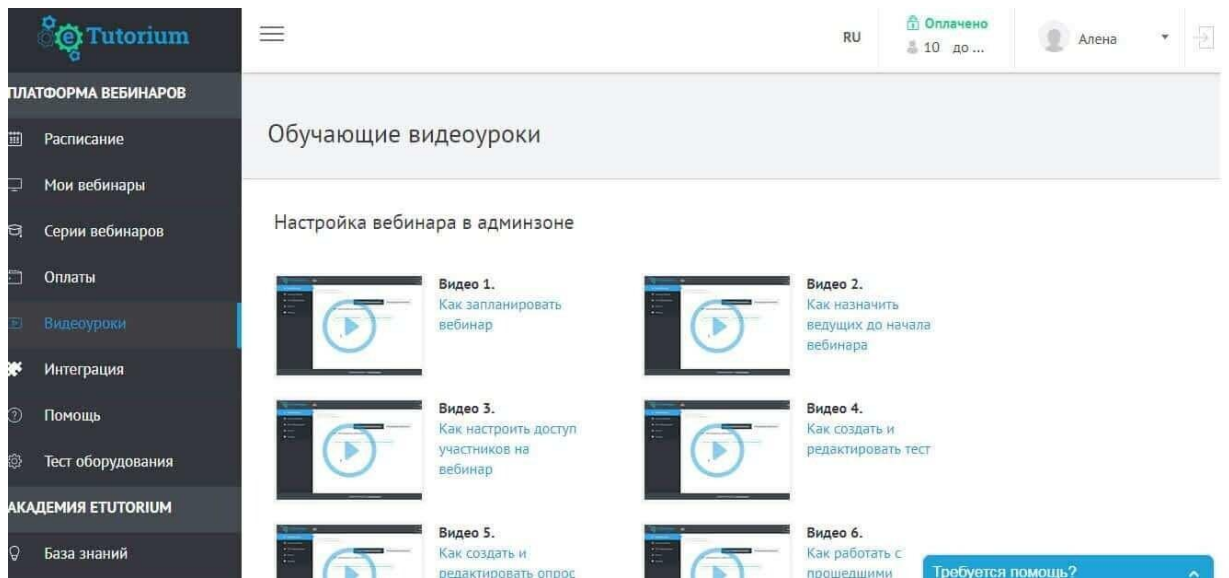 e Tutorium
RU
Оплачено
10 до ...
Алена
ПЛАТФОРМА ВЕБИНАРОВ
Расписание
Мои вебинары
Серии вебинаров
Оплаты
Видеоуроки
Интеграция
Помощь
Тест оборудования
АКАДЕМИЯ ETUTORIUM
База знаний
Обучающие видеоуроки
Настройка вебинара в админзоне
Видео 1.
Как запланировать
вебинар
Видео 2.
Как назначить
ведущих до начала
вебинара
Видео 3.
Как настроить доступ
участников на
вебинар
Видео 4.
Как создать и
редактировать тест
Видео 5.
Как создать и
редактировать опрос
Видео 6.
Как работать с
прошедшими
Требуется помощь?